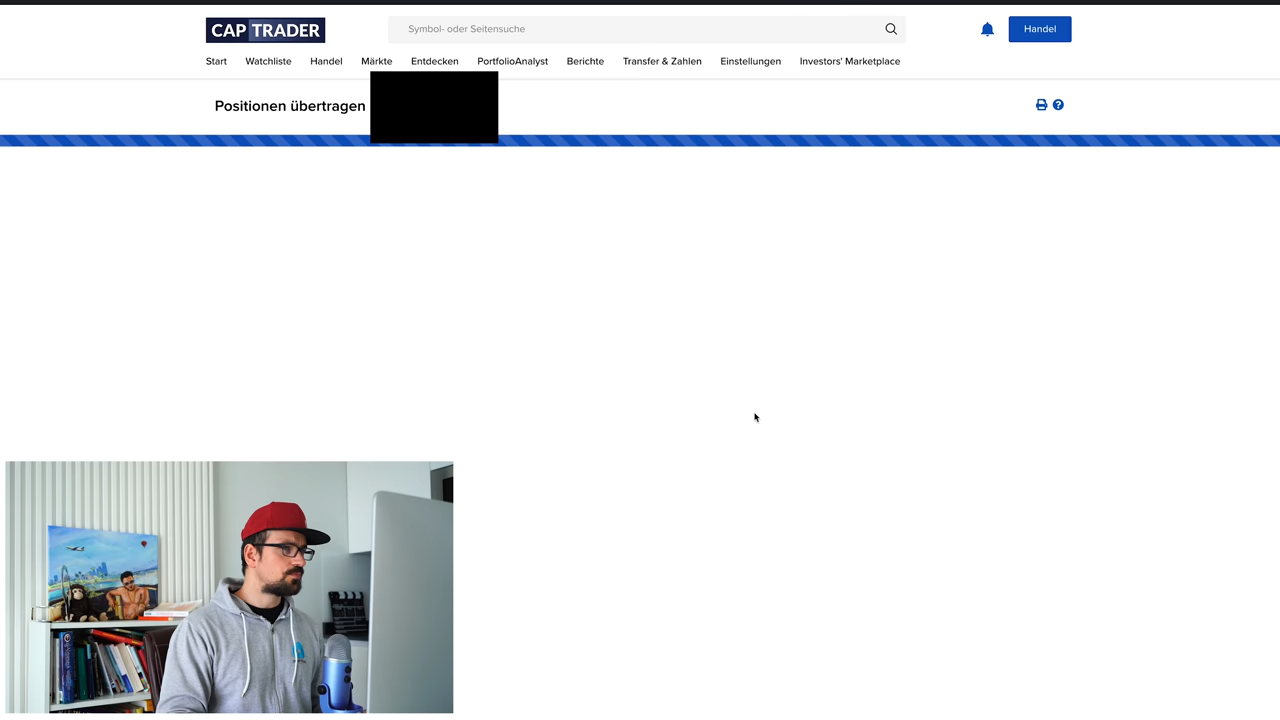 CAP TRADER
Symbol- oder Seitensuche
Handel
Start Watchliste Handel Märkte Entdecken PortfolioAnalyst Berichte Transfer & Zahlen Einstellungen Investors' Marketplace
Positionen übertragen